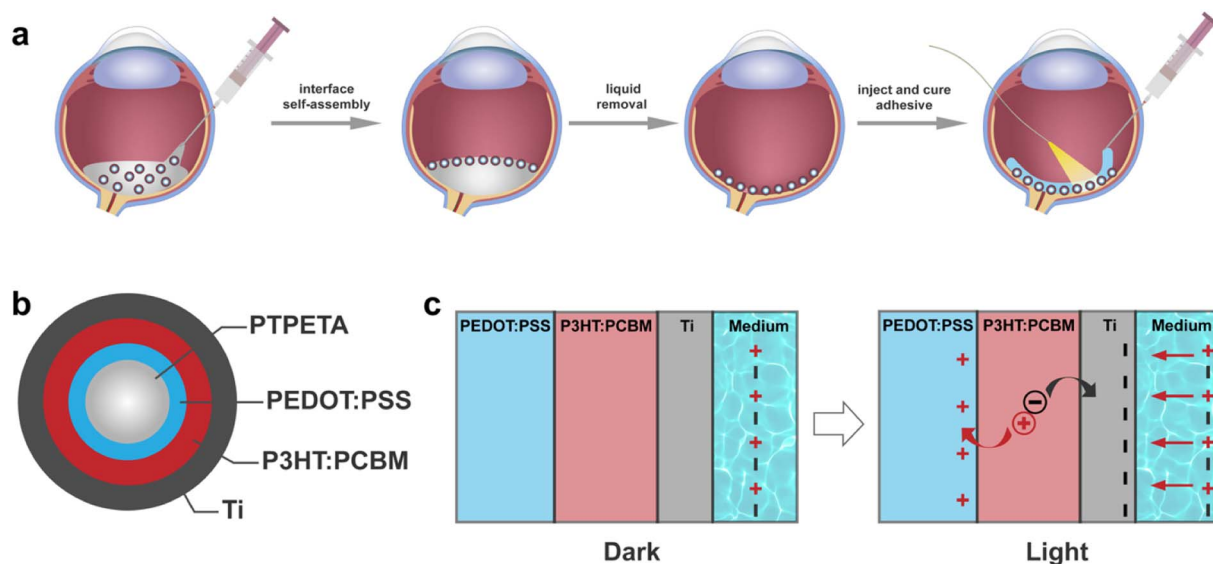 a
interface
self-assembly
liquid
removal
inject and cure
adhesive
b
PTPETA
PEDOT:PSS
P3HT:PCBM
Ti
c
PEDOT:PSS P3HT:PCBM Ti Medium
Dark
PEDOT:PSS P3HT:PCBM Ti Medium
Light